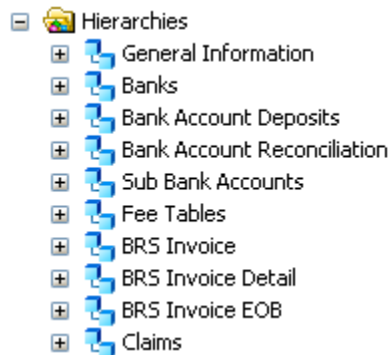 Hierarchies
General Information
Banks
Bank Account Deposits
Bank Account Reconciliation
Sub Bank Accounts
Fee Tables
BRS Invoice
BRS Invoice Detail
BRS Invoice EOB
Claims